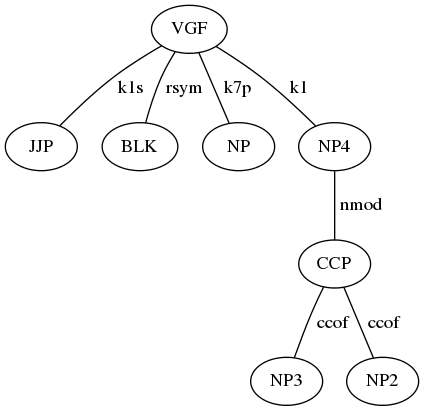 VGF
k1s rsym k7p k1
JJP BLK NP NP4
nmod
CCP
ccof ccof
NP3 NP2